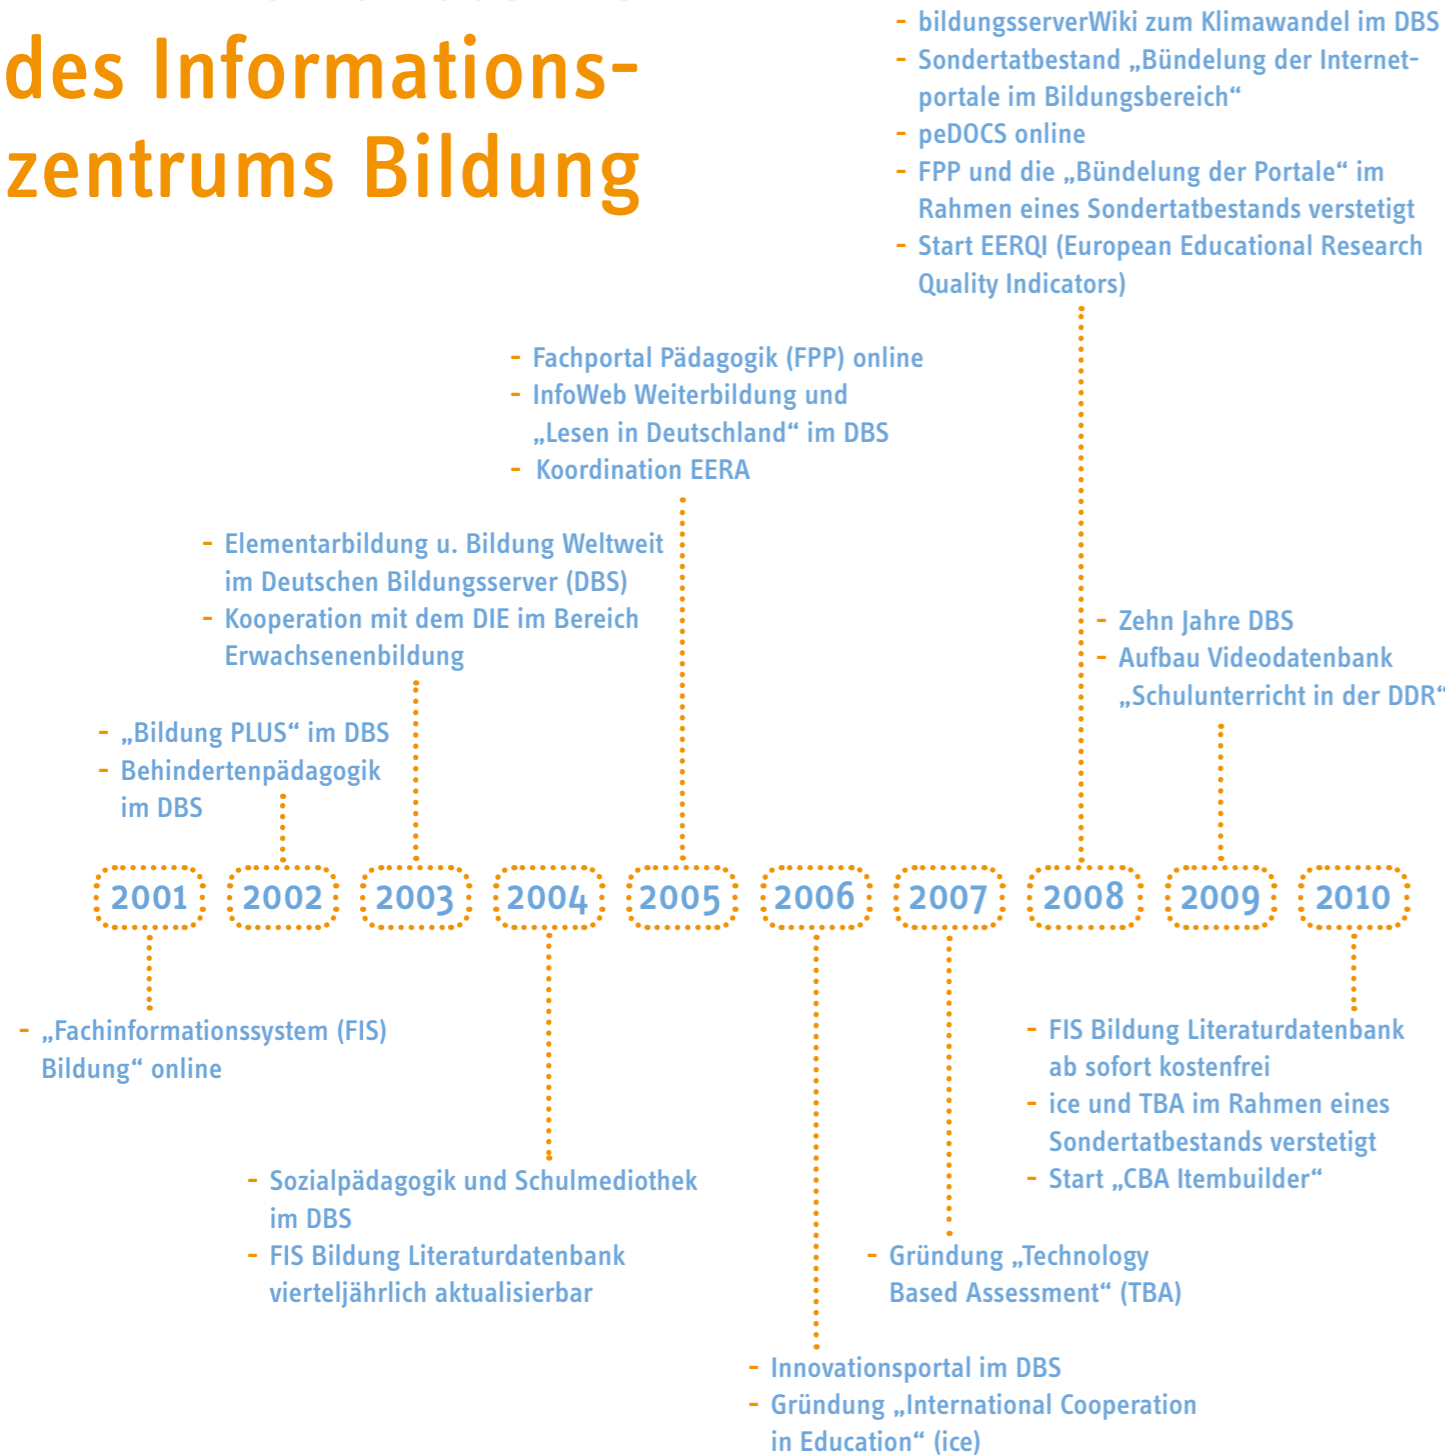 des Informations-
zentrums Bildung
- bildungsserverWiki zum Klimawandel im DBS
- Sondertatbestand „Bündelung der Internet-
portale im Bildungsbereich“
- peDOCS online
- FPP und die „Bündelung der Portale“ im
Rahmen eines Sondertatbestands verstetigt
- Start EERQI (European Educational Research
Quality Indicators)
- Fachportal Pädagogik (FPP) online
- InfoWeb Weiterbildung und
„Lesen in Deutschland“ im DBS
- Koordination EERA
- Elementarbildung u. Bildung Weltweit
im Deutschen Bildungsserver (DBS)
- Kooperation mit dem DIE im Bereich
Erwachsenenbildung
- Zehn Jahre DBS
- Aufbau Videodatenbank
„Schulunterricht in der DDR“
- „Bildung PLUS“ im DBS
- Behindertenpädagogik
im DBS
2001 2002 2003 2004 2005 2006 2007 2008 2009 2010
- „Fachinformationssystem (FIS)
Bildung“ online
- FIS Bildung Literaturdatenbank
ab sofort kostenfrei
- ice und TBA im Rahmen eines
Sondertatbestands verstetigt
- Start „CBA Itembuilder“
- Sozialpädagogik und Schulmediothek
im DBS
- FIS Bildung Literaturdatenbank
vierteljährlich aktualisierbar
- Gründung „Technology
Based Assessment“ (TBA)
- Innovationsportal im DBS
- Gründung „International Cooperation
in Education“ (ice)